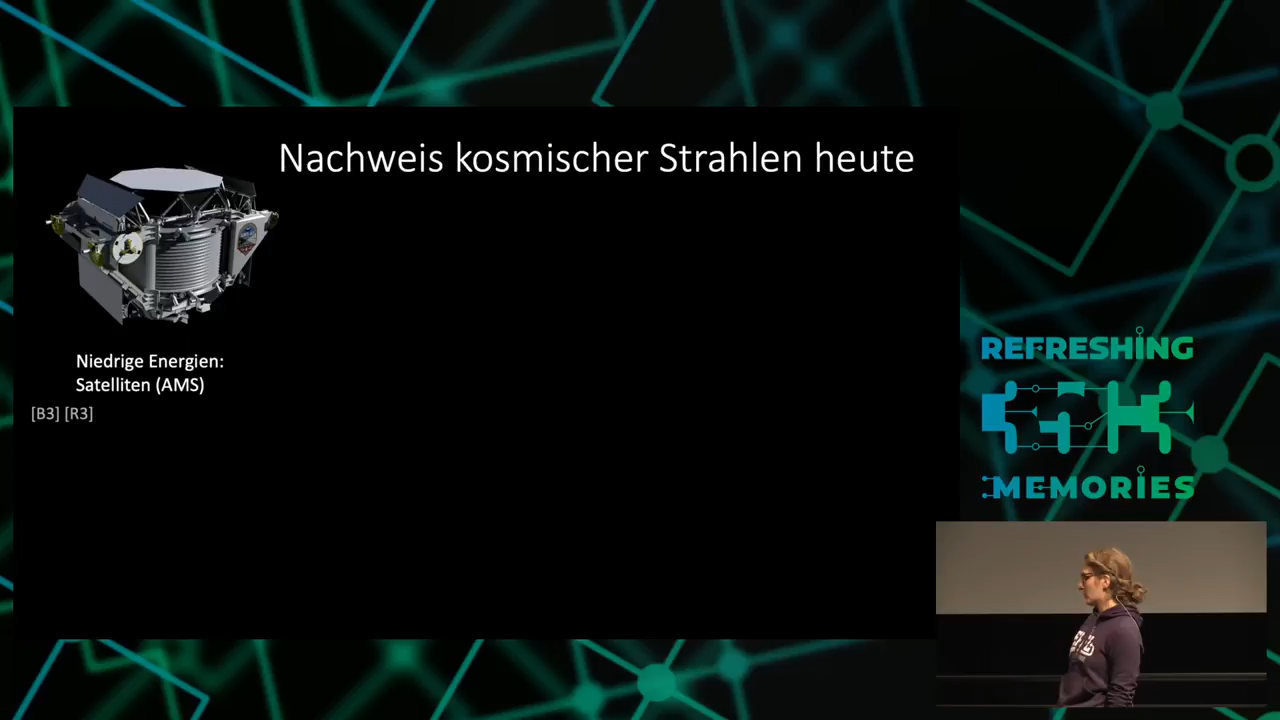 Nachweis kosmischer Strahlen heute
Niedrige Energien:
Satelliten (AMS)
[B3] [R3]
REFRESHING
MEMORIES